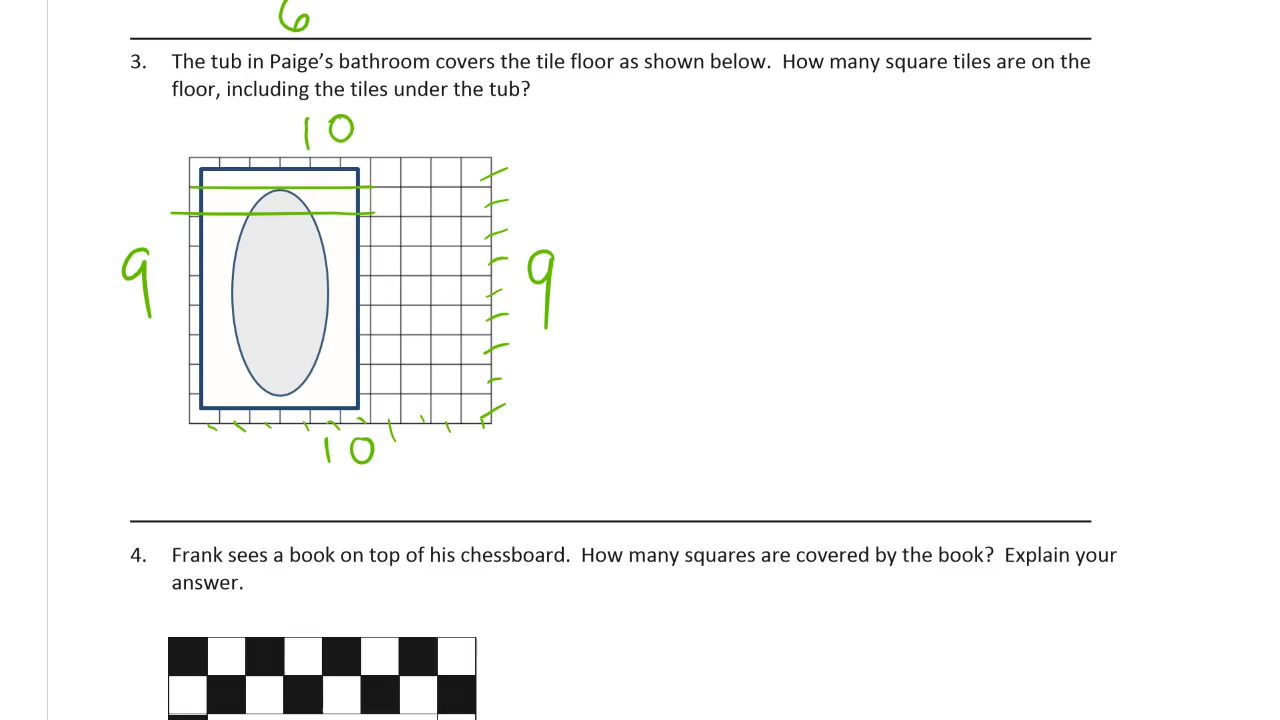 6
3. The tub in Paige’s bathroom covers the tile floor as shown below. How many square tiles are on the
floor, including the tiles under the tub?
10
9
9
10
4. Frank sees a book on top of his chessboard. How many squares are covered by the book? Explain your
answer.